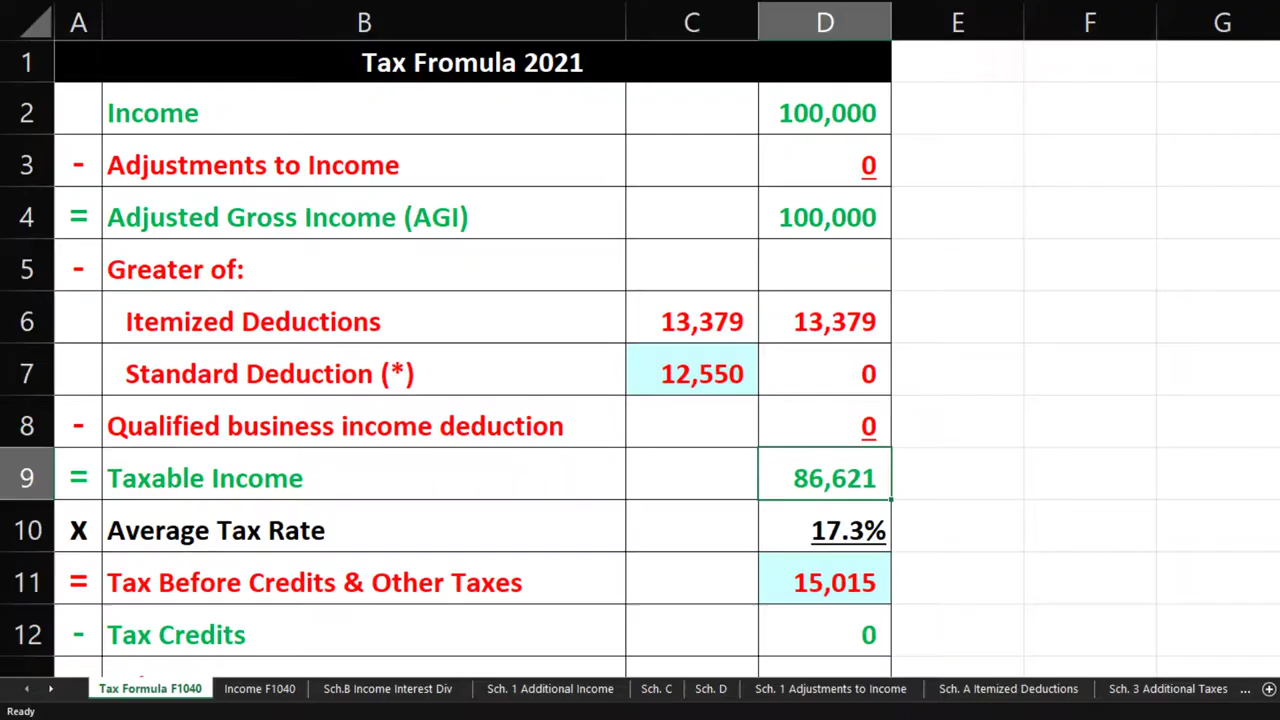 A B C D E F G
1 Tax Fromula 2021
2 Income 100,000
3 - Adjustments to Income 0
4 = Adjusted Gross Income (AGI) 100,000
5 - Greater of:
6 Itemized Deductions 13,379 13,379
7 Standard Deduction (*) 12,550 0
8 - Qualified business income deduction 0
9 = Taxable Income 86,621
10 X Average Tax Rate 17.3%
11 = Tax Before Credits & Other Taxes 15,015
12 - Tax Credits 0
Tax Formula F1040 Income F1040 Sch.B Income Interest Div Sch. 1 Additional Income Sch. C Sch. D Sch. 1 Adjustments to Income Sch. A Itemized Deductions Sch. 3 Additional Taxes ...
Ready